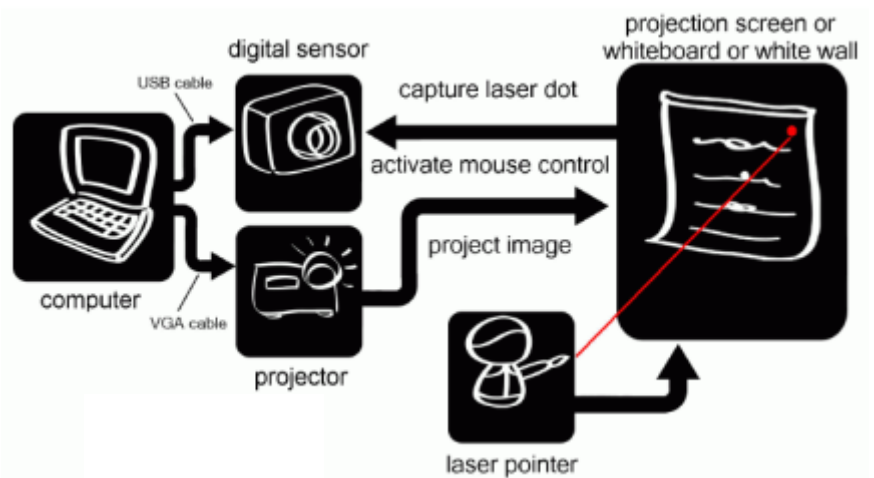 projection screen or
whiteboard or white wall
digital sensor
USB cable
capture laser dot
activate mouse control
project image
computer
VGA cable
projector
laser pointer